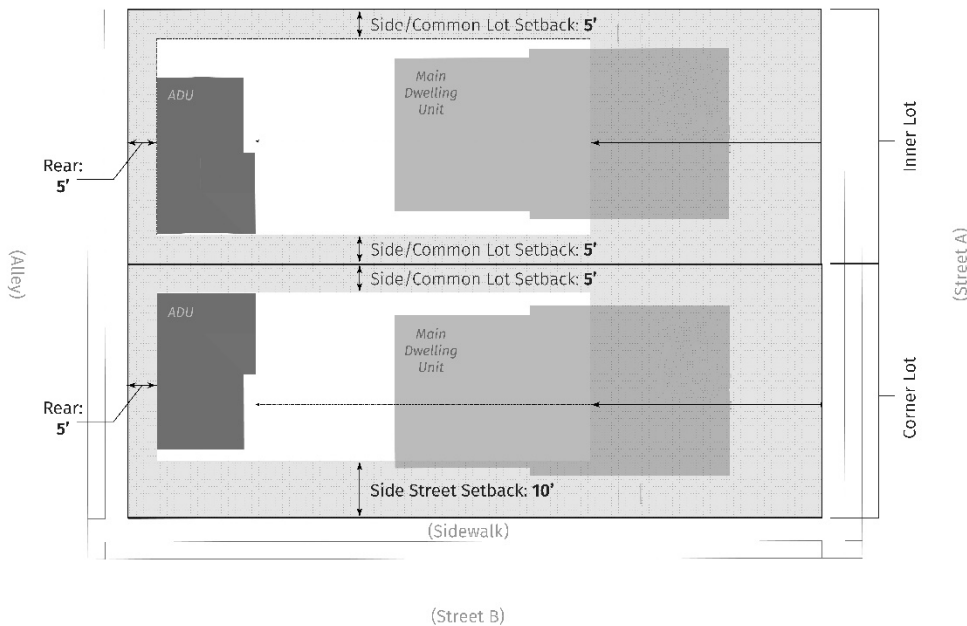 Side/Common Lot Setback: 5’
ADU
Main
Dwelling
Unit
Inner Lot
Rear:
5’
(Alley)
(Street A)
Side/Common Lot Setback: 5’
Side/Common Lot Setback: 5’
ADU
Main
Dwelling
Unit
Rear:
5’
Corner Lot
Side Street Setback: 10’
(Sidewalk)
(Street B)